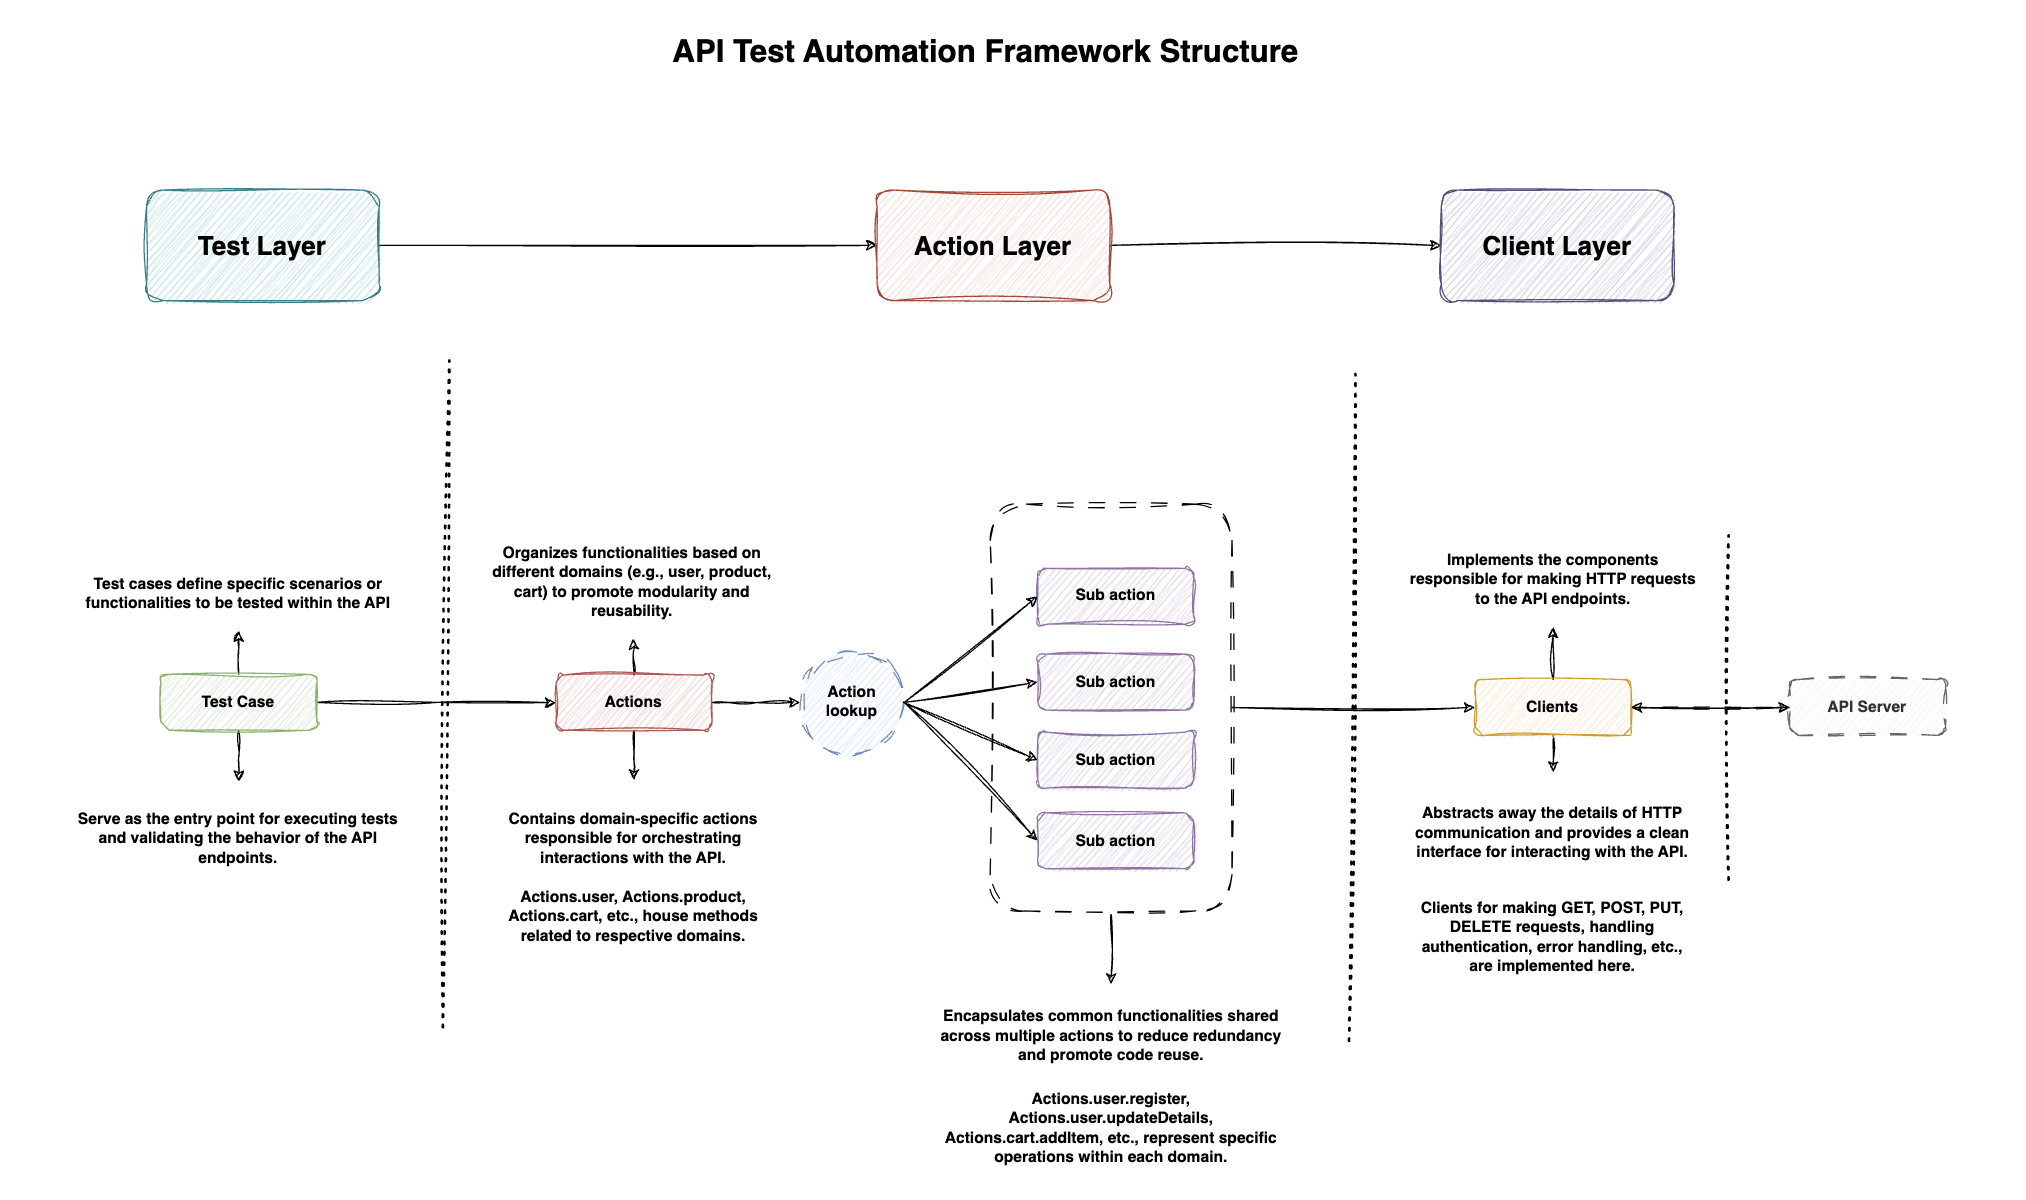 API Test Automation Framework Structure
Test Layer
Action Layer
Client Layer
Test cases define specific scenarios or
functionalities to be tested within the API
Test Case
Serve as the entry point for executing tests
and validating the behavior of the API
endpoints.
Organizes functionalities based on
different domains (e.g., user, product,
cart) to promote modularity and
reusability.
Actions
Contains domain-specific actions
responsible for orchestrating
interactions with the API.
Actions.user, Actions.product,
Actions.cart, etc., house methods
related to respective domains.
Action
lookup
Sub action
Sub action
Sub action
Sub action
Encapsulates common functionalities shared
across multiple actions to reduce redundancy
and promote code reuse.
Actions.user.register,
Actions.user.updateDetails,
Actions.cart.addItem, etc., represent specific
operations within each domain.
Implements the components
responsible for making HTTP requests
to the API endpoints.
Clients
Abstracts away the details of HTTP
communication and provides a clean
interface for interacting with the API.
Clients for making GET, POST, PUT,
DELETE requests, handling
authentication, error handling, etc.,
are implemented here.
API Server